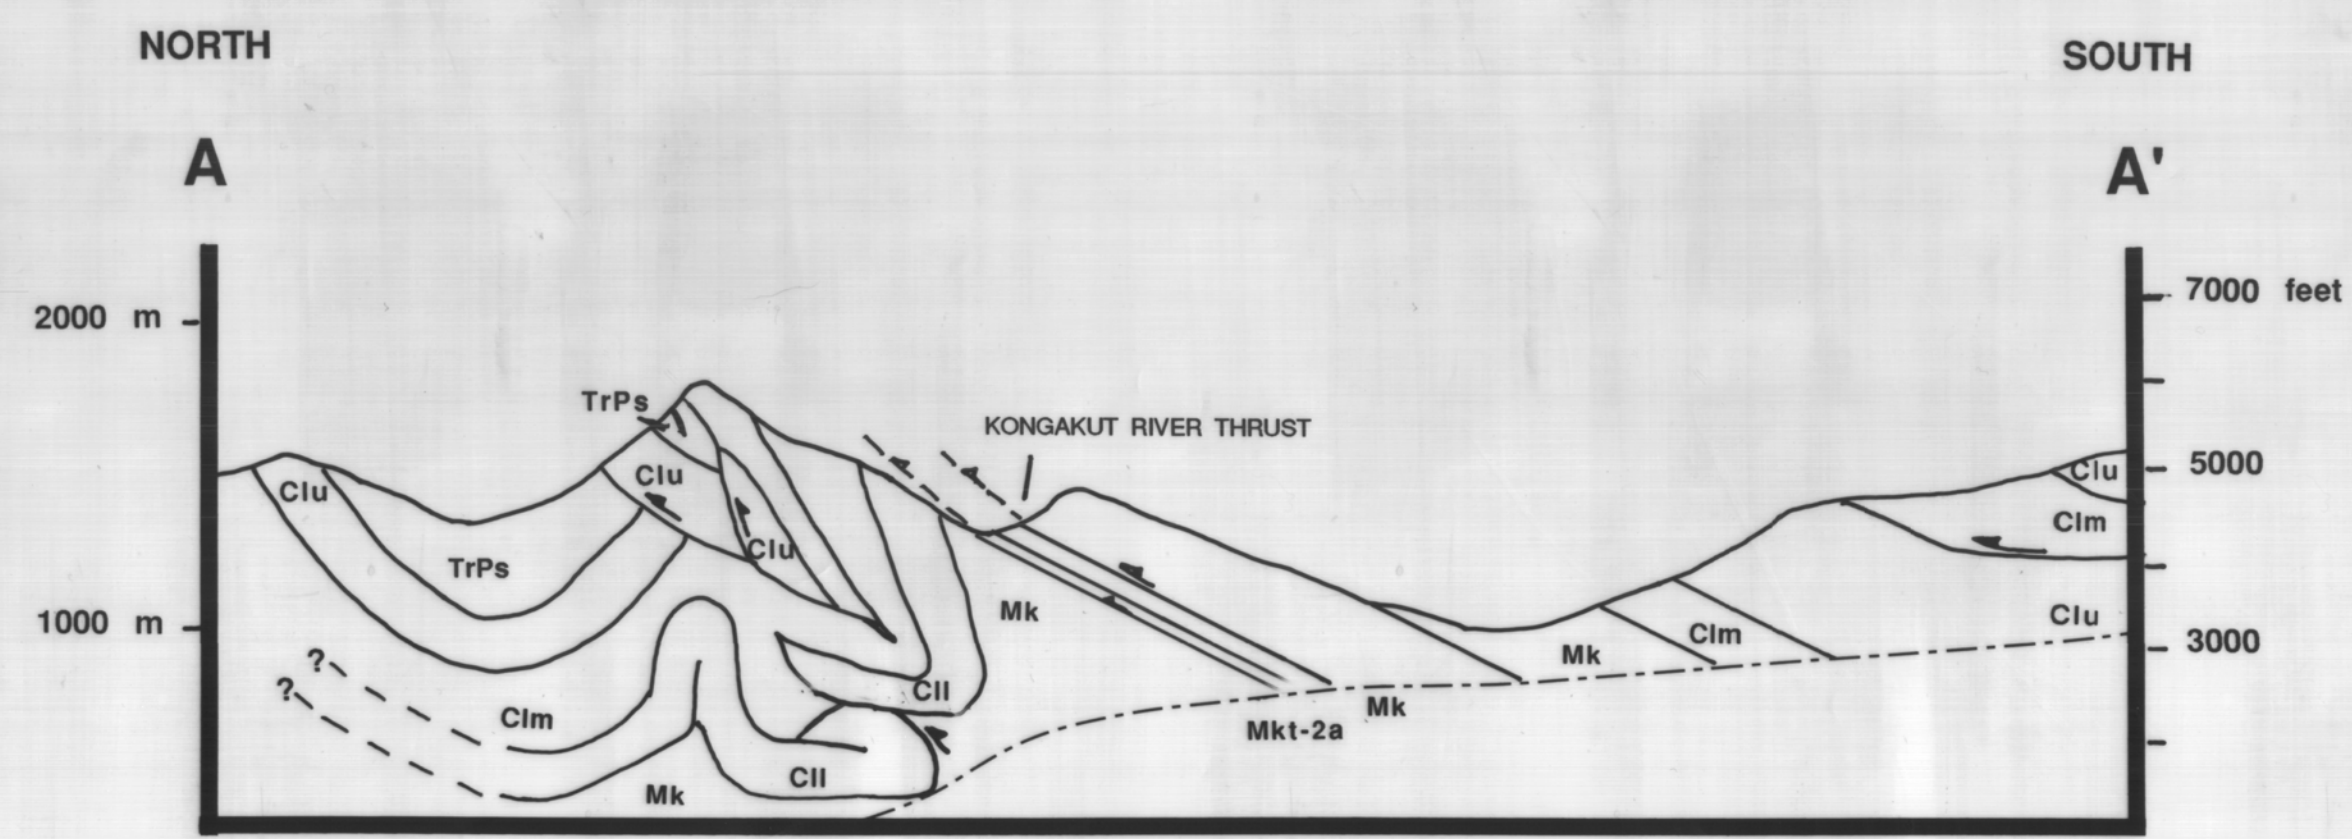 NORTH
SOUTH
A
A'
2000 m
7000 feet
TrPs
KONGAKUT RIVER THRUST
Clu
Clu
Clu
5000
Clm
TrPs
Clu
Mk
1000 m
Clm
Clu
Mk
3000
?
?
Cll
Clm
Mk
Mkt-2a
Cll
Mk